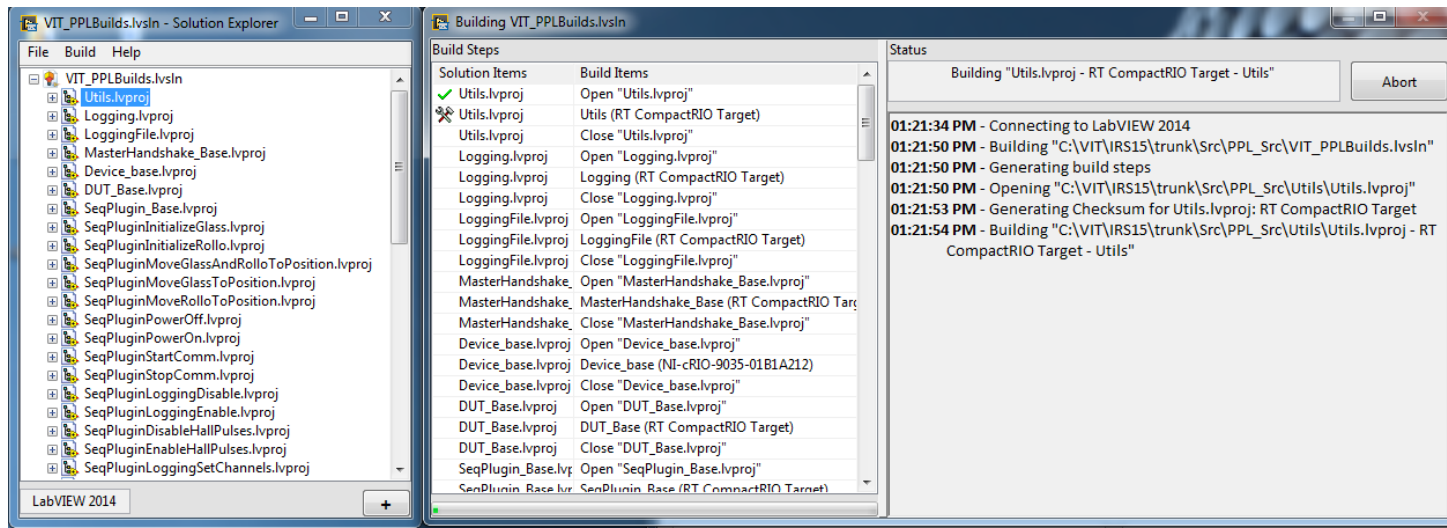 VIT_PPLBuilds.lvsln - Solution Explorer
File Build Help
VIT_PPLBuilds.lvsln
Utils.lvproj
Logging.lvproj
LoggingFile.lvproj
MasterHandshake_Base.lvproj
Device_base.lvproj
DUT_Base.lvproj
SeqPlugin_Base.lvproj
SeqPluginInitializeGlass.lvproj
SeqPluginInitializeRollo.lvproj
SeqPluginMoveGlassAndRolloToPosition.lvproj
SeqPluginMoveGlassToPosition.lvproj
SeqPluginMoveRolloToPosition.lvproj
SeqPluginPowerOff.lvproj
SeqPluginPowerOn.lvproj
SeqPluginStartComm.lvproj
SeqPluginStopComm.lvproj
SeqPluginLoggingDisable.lvproj
SeqPluginLoggingEnable.lvproj
SeqPluginDisableHallPulses.lvproj
SeqPluginEnableHallPulses.lvproj
SeqPluginLoggingSetChannels.lvproj
LabVIEW 2014
+
Building VIT_PPLBuilds.lvsln
Build Steps
Solution Items Build Items
Utils.lvproj Open "Utils.lvproj"
Utils.lvproj Utils (RT CompactRIO Target)
Utils.lvproj Close "Utils.lvproj"
Logging.lvproj Open "Logging.lvproj"
Logging.lvproj Logging (RT CompactRIO Target)
Logging.lvproj Close "Logging.lvproj"
LoggingFile.lvproj Open "LoggingFile.lvproj"
LoggingFile.lvproj LoggingFile (RT CompactRIO Target)
LoggingFile.lvproj Close "LoggingFile.lvproj"
MasterHandshake_ Open "MasterHandshake_Base.lvproj"
MasterHandshake_ MasterHandshake_Base (RT CompactRIO Targ
MasterHandshake_ Close "MasterHandshake_Base.lvproj"
Device_base.lvproj Open "Device_base.lvproj"
Device_base.lvproj Device_base (NI-cRIO-9035-01B1A212)
Device_base.lvproj Close "Device_base.lvproj"
DUT_Base.lvproj Open "DUT_Base.lvproj"
DUT_Base.lvproj DUT_Base (RT CompactRIO Target)
DUT_Base.lvproj Close "DUT_Base.lvproj"
SeqPlugin_Base.lvp Open "SeqPlugin_Base.lvproj"
SeqPlugin_Base.lvp SeqPlugin_Base (RT CompactRIO Target)
Status
Building "Utils.lvproj - RT CompactRIO Target - Utils"
Abort
01:21:34 PM - Connecting to LabVIEW 2014
01:21:50 PM - Building "C:\VIT\IRS15\trunk\Src\PPL_Src\VIT_PPLBuilds.lvsln"
01:21:50 PM - Generating build steps
01:21:50 PM - Opening "C:\VIT\IRS15\trunk\Src\PPL_Src\Utils\Utils.lvproj"
01:21:53 PM - Generating Checksum for Utils.lvproj: RT CompactRIO Target
01:21:54 PM - Building "C:\VIT\IRS15\trunk\Src\PPL_Src\Utils\Utils.lvproj - RT
CompactRIO Target - Utils"